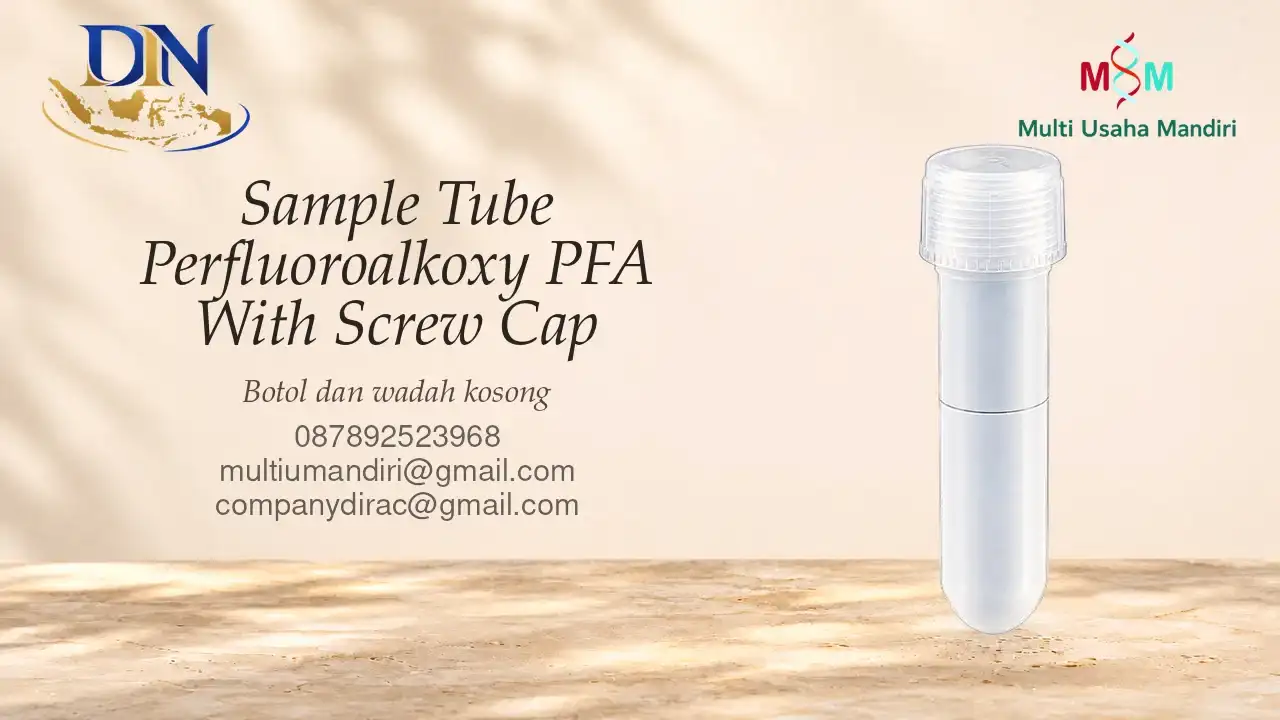 DIN
M M
Multi Usaha Mandiri
Sample Tube
Perfluoroalkoxy PFA
With Screw Cap
Botol dan wadah kosong
087892523968
multiumandiri@gmail.com
companydirac@gmail.com